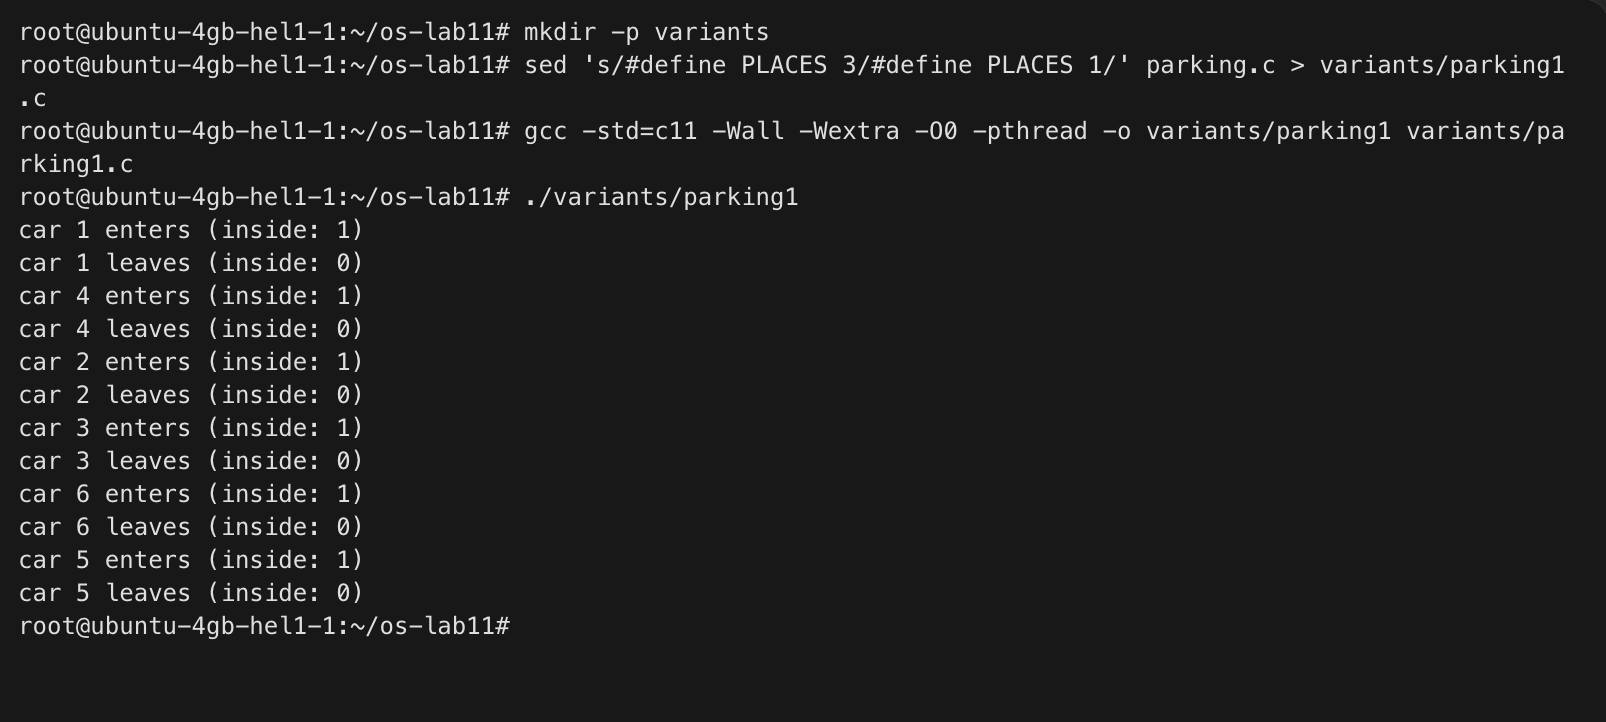 root@ubuntu-4gb-hel1-1:~/os-lab11# mkdir -p variants
root@ubuntu-4gb-hel1-1:~/os-lab11# sed 's/#define PLACES 3/#define PLACES 1/' parking.c > variants/parking1
.c
root@ubuntu-4gb-hel1-1:~/os-lab11# gcc -std=c11 -Wall -Wextra -O0 -pthread -o variants/parking1 variants/pa
rking1.c
root@ubuntu-4gb-hel1-1:~/os-lab11# ./variants/parking1
car 1 enters (inside: 1)
car 1 leaves (inside: 0)
car 4 enters (inside: 1)
car 4 leaves (inside: 0)
car 2 enters (inside: 1)
car 2 leaves (inside: 0)
car 3 enters (inside: 1)
car 3 leaves (inside: 0)
car 6 enters (inside: 1)
car 6 leaves (inside: 0)
car 5 enters (inside: 1)
car 5 leaves (inside: 0)
root@ubuntu-4gb-hel1-1:~/os-lab11#